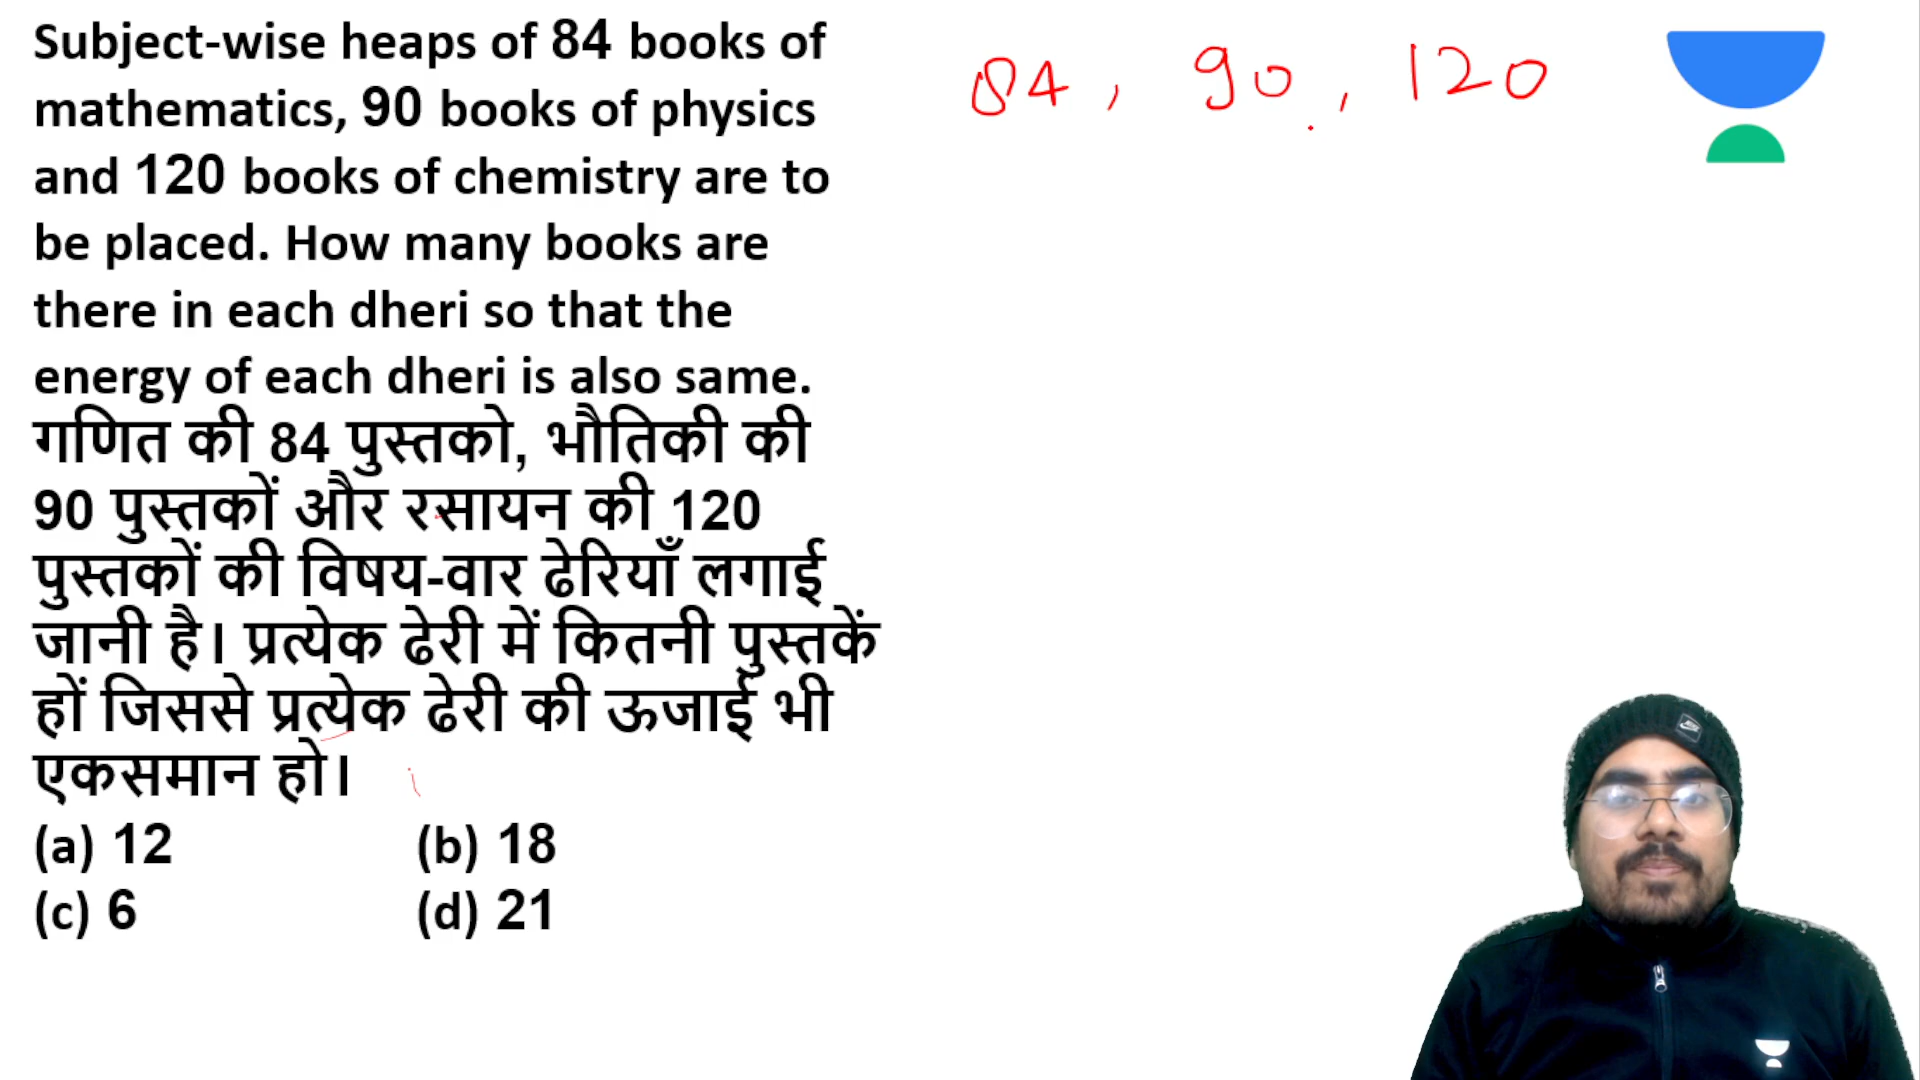 Subject-wise heaps of 84 books of
mathematics, 90 books of physics
and 120 books of chemistry are to
be placed. How many books are
there in each dheri so that the
energy of each dheri is also same.
गणित की 84 पुस्तको, भौतिकी की
90 पुस्तकों और रसायन की 120
पुस्तकों की विषय-वार ढेरियाँ लगाई
जानी है। प्रत्येक ढेरी में कितनी पुस्तकें
हों जिससे प्रत्येक ढेरी की ऊजाई भी
एकसमान हो।
(a) 12 (b) 18
(c) 6 (d) 21
84, 90, 120